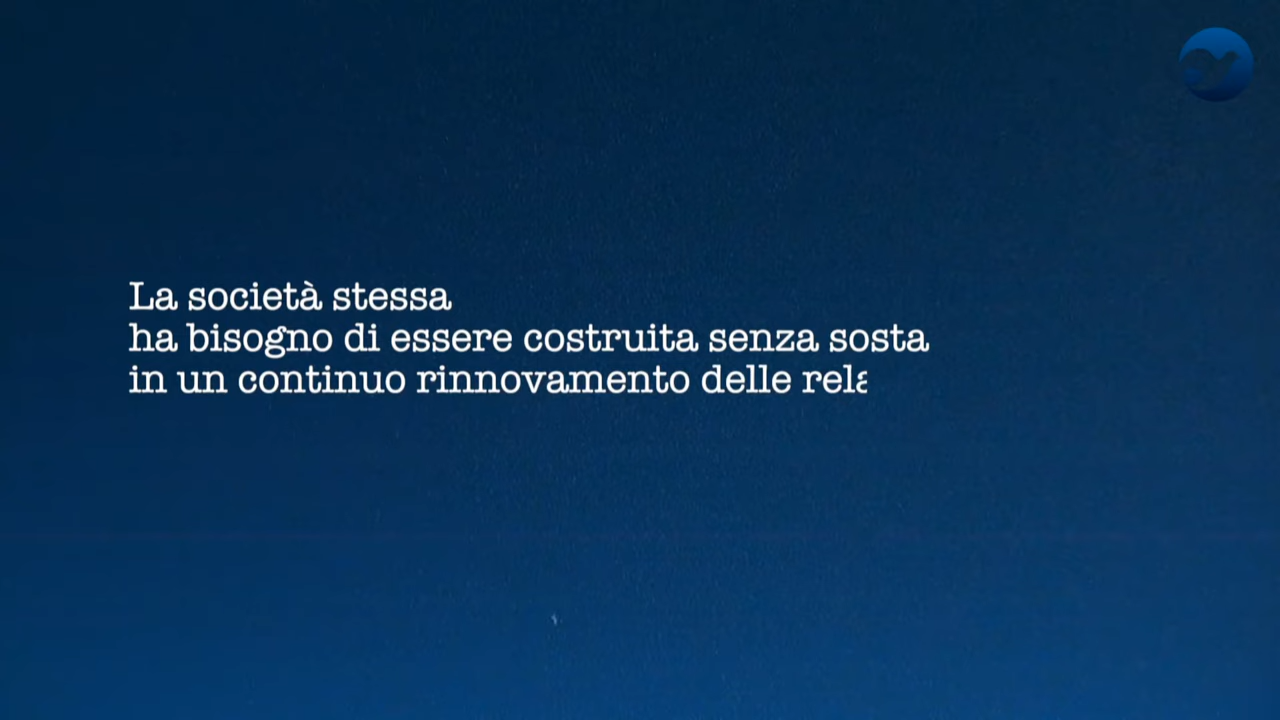 La società stessa
ha bisogno di essere costruita senza sosta
in un continuo rinnovamento delle rela